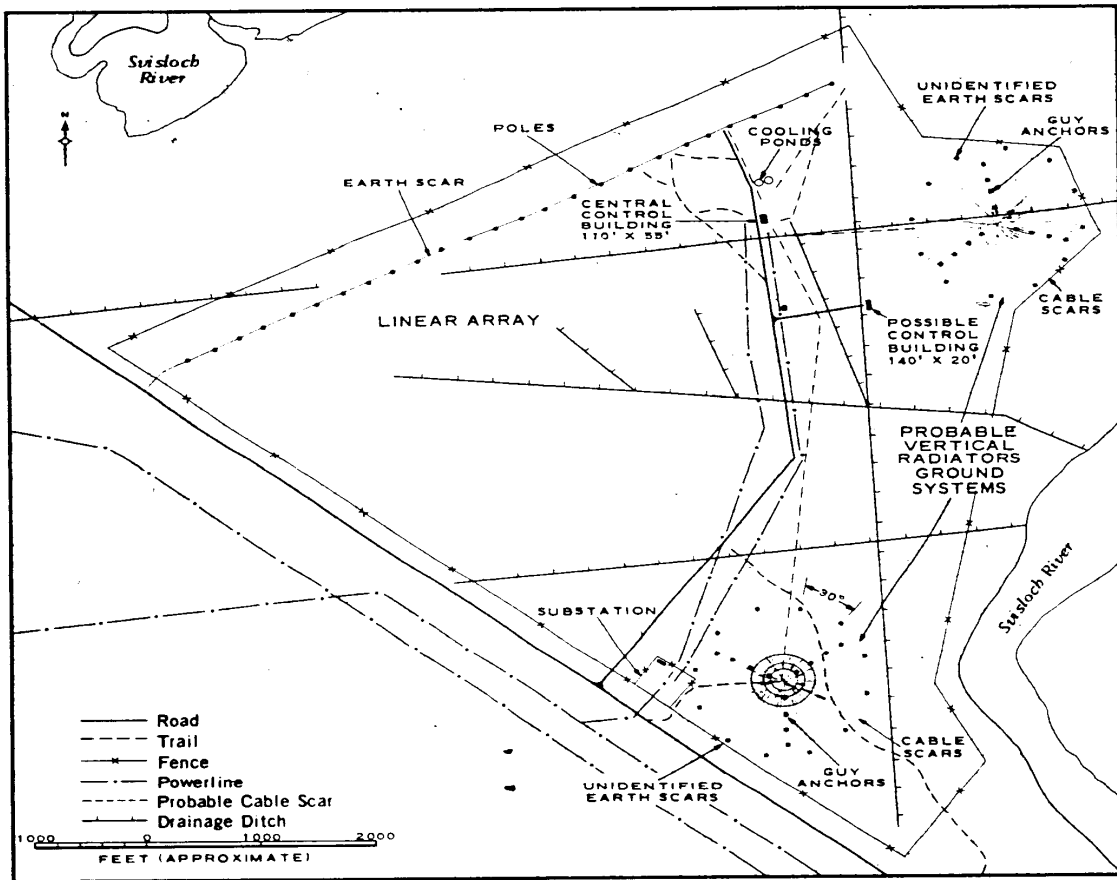 Svisloch
River
N
UNIDENTIFIED
EARTH SCARS
GUY
ANCHORS
POLES
COOLING
PONDS
EARTH SCAR
CENTRAL
CONTROL
BUILDING
110' X 55'
CABLE
SCARS
LINEAR ARRAY
POSSIBLE
CONTROL
BUILDING
140' X 20'
PROBABLE
VERTICAL
RADIATORS
GROUND
SYSTEMS
Svisloch River
30°
SUBSTATION
CABLE
SCARS
GUY
ANCHORS
UNIDENTIFIED
EARTH SCARS
Road
Trail
Fence
Powerline
Probable Cable Scar
Drainage Ditch
1000 0 1000 2000
FEET (APPROXIMATE)